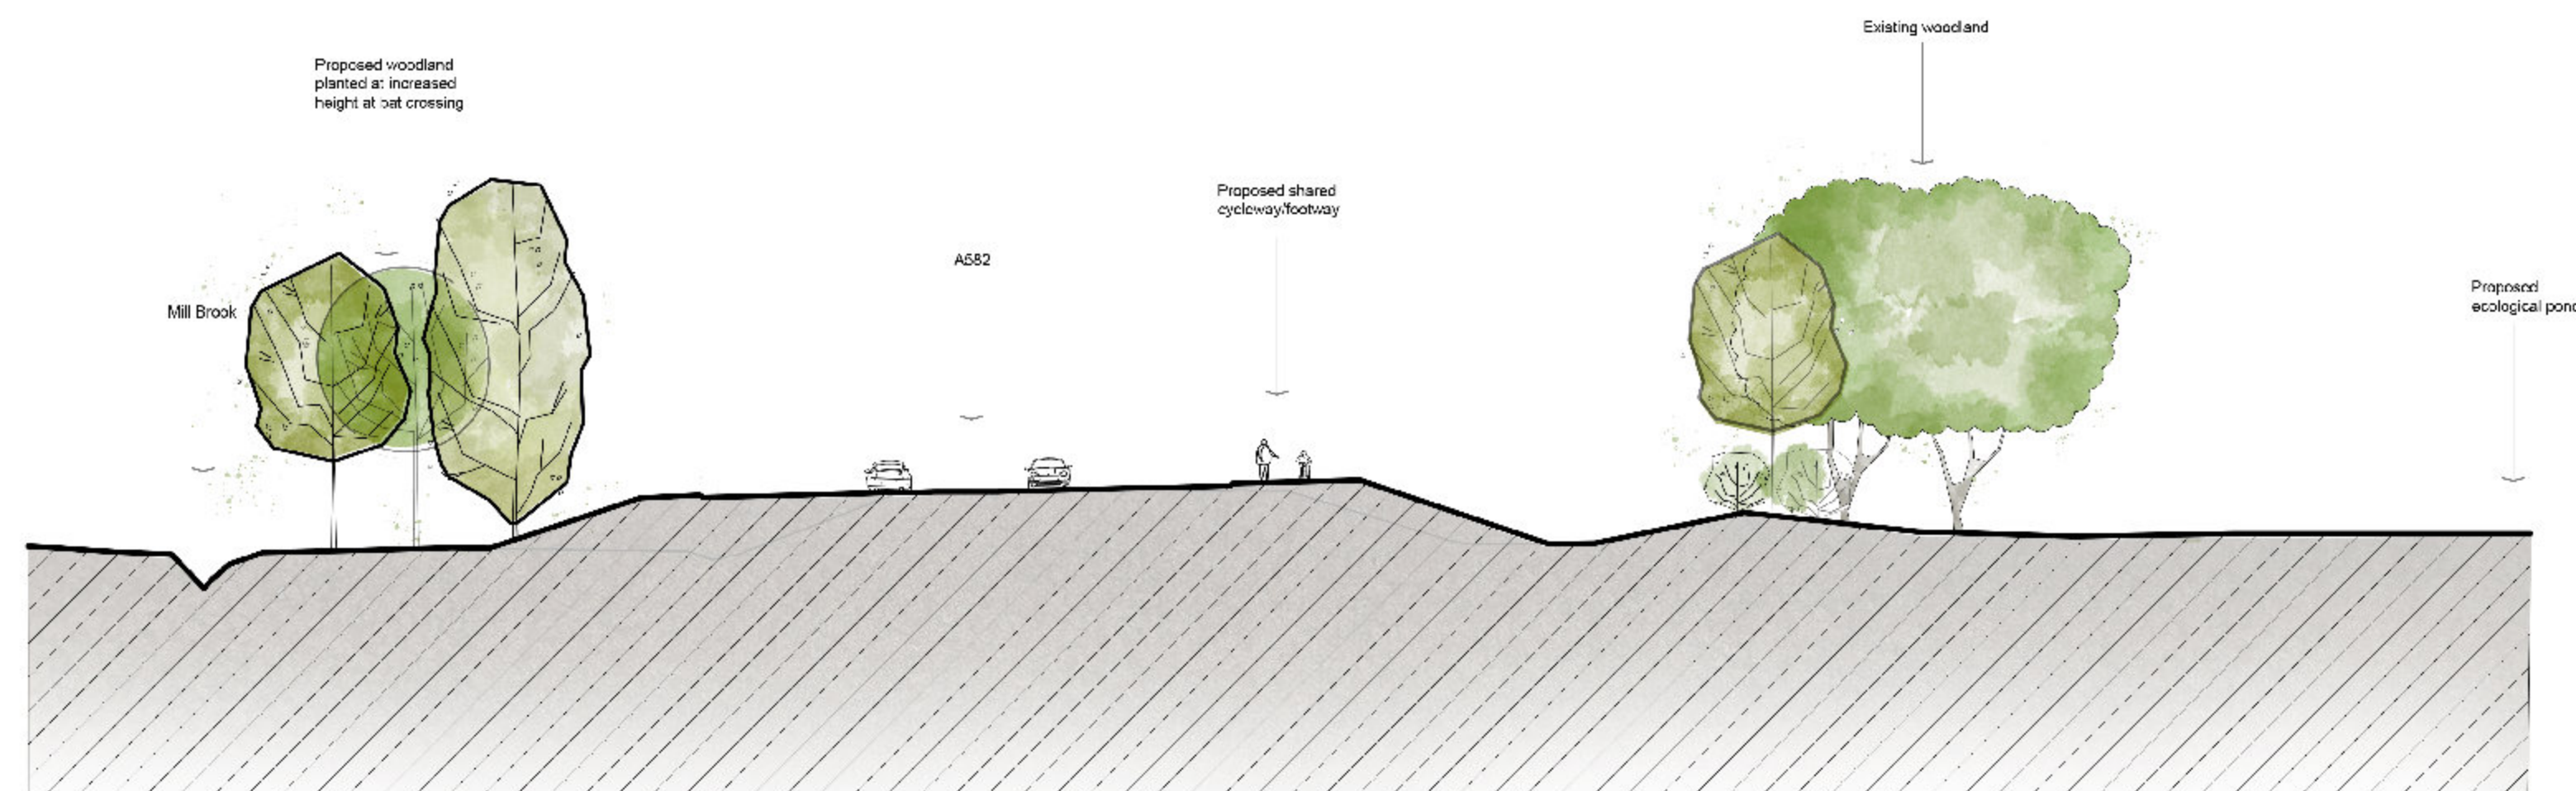 Existing woodland
Proposed woodland
planted at increased
height at bat crossing
Proposed shared
cycleway/footway
A582
Mill Brook
Proposed
ecological pond